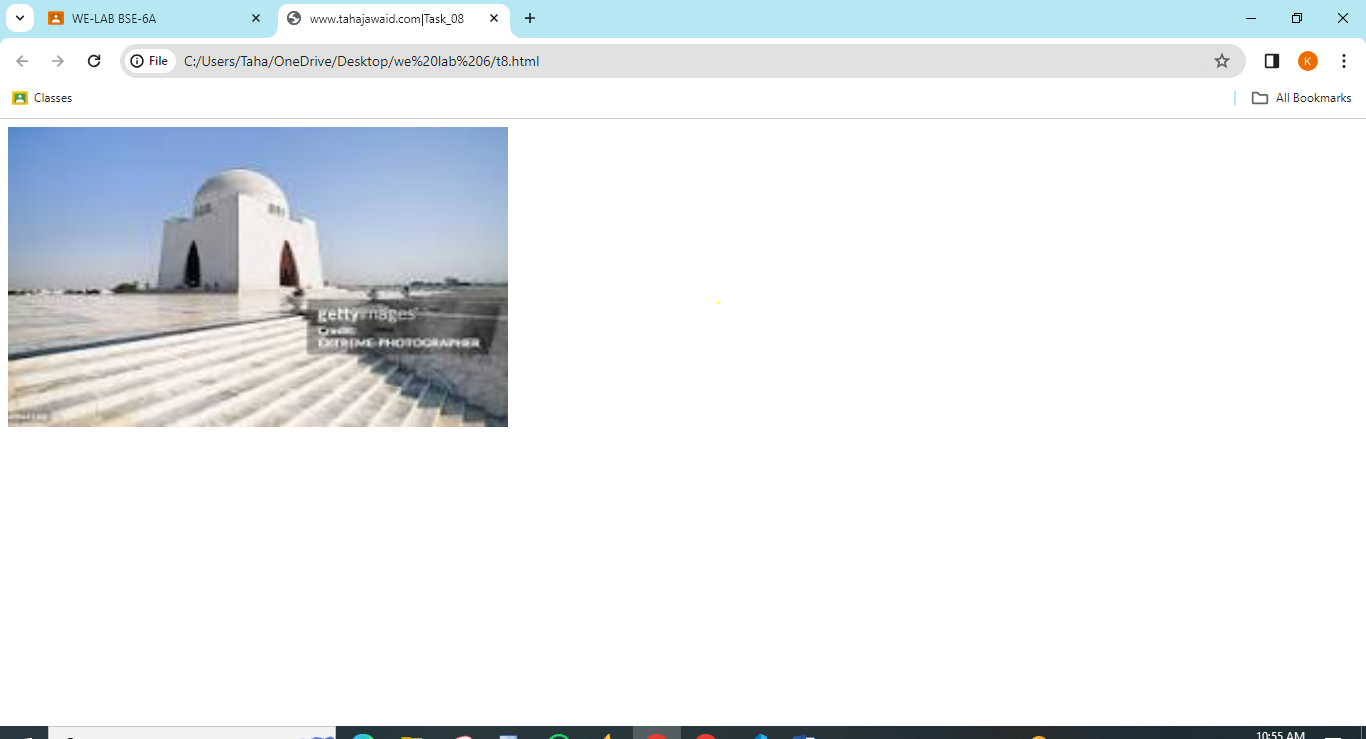 WE-LAB BSE-6A
www.tahajawaid.com|Task_08
File
C:/Users/Taha/OneDrive/Desktop/we%20lab%206/t8.html
K
Classes
All Bookmarks
gettyimages
Credit:
EXTREME-PHOTOGRAPHER
10:55 AM